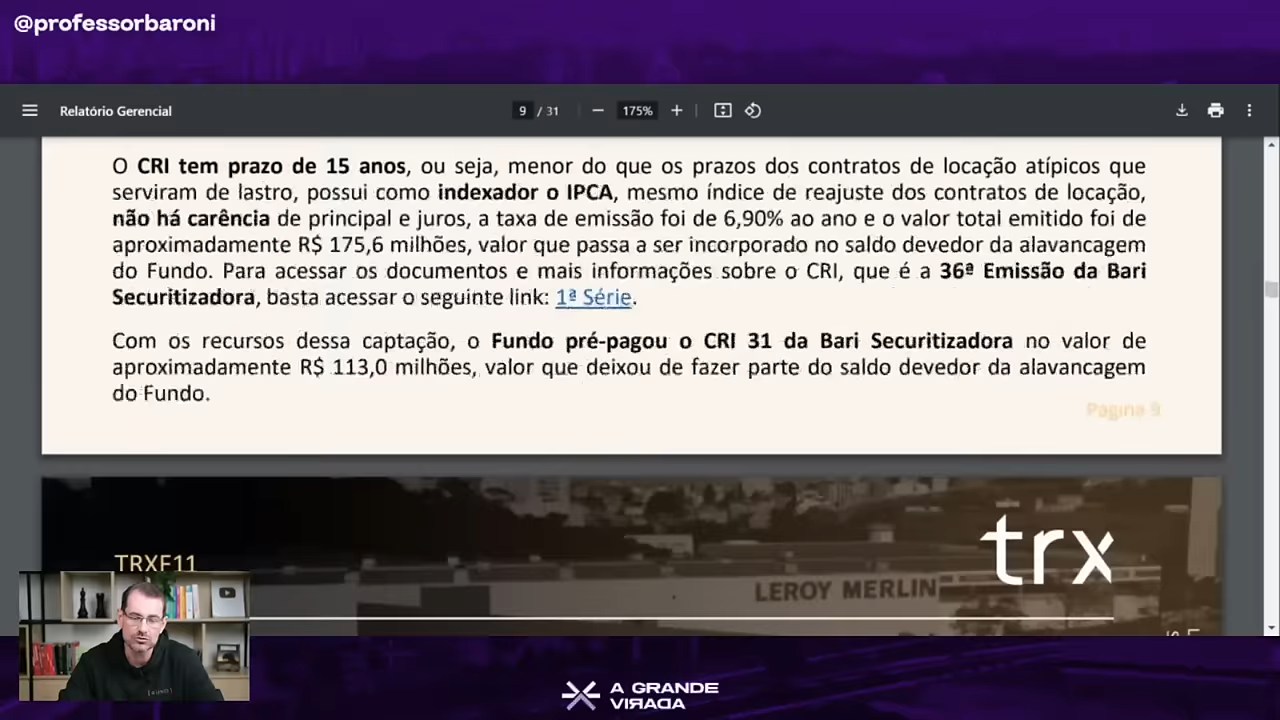 @professorbaroni
Relatório Gerencial
9 / 31
175%
O CRI tem prazo de 15 anos, ou seja, menor do que os prazos dos contratos de locação atípicos que
serviram de lastro, possui como indexador o IPCA, mesmo índice de reajuste dos contratos de locação,
não há carência de principal e juros, a taxa de emissão foi de 6,90% ao ano e o valor total emitido foi de
aproximadamente R$ 175,6 milhões, valor que passa a ser incorporado no saldo devedor da alavancagem
do Fundo. Para acessar os documentos e mais informações sobre o CRI, que é a 36ª Emissão da Bari
Securitizadora, basta acessar o seguinte link: 1ª Série.
Com os recursos dessa captação, o Fundo pré-pagou o CRI 31 da Bari Securitizadora no valor de
aproximadamente R$ 113,0 milhões, valor que deixou de fazer parte do saldo devedor da alavancagem
do Fundo.
Página 9
trx
TRXF11
LEROY MERLIN
A GRANDE
VIRADA